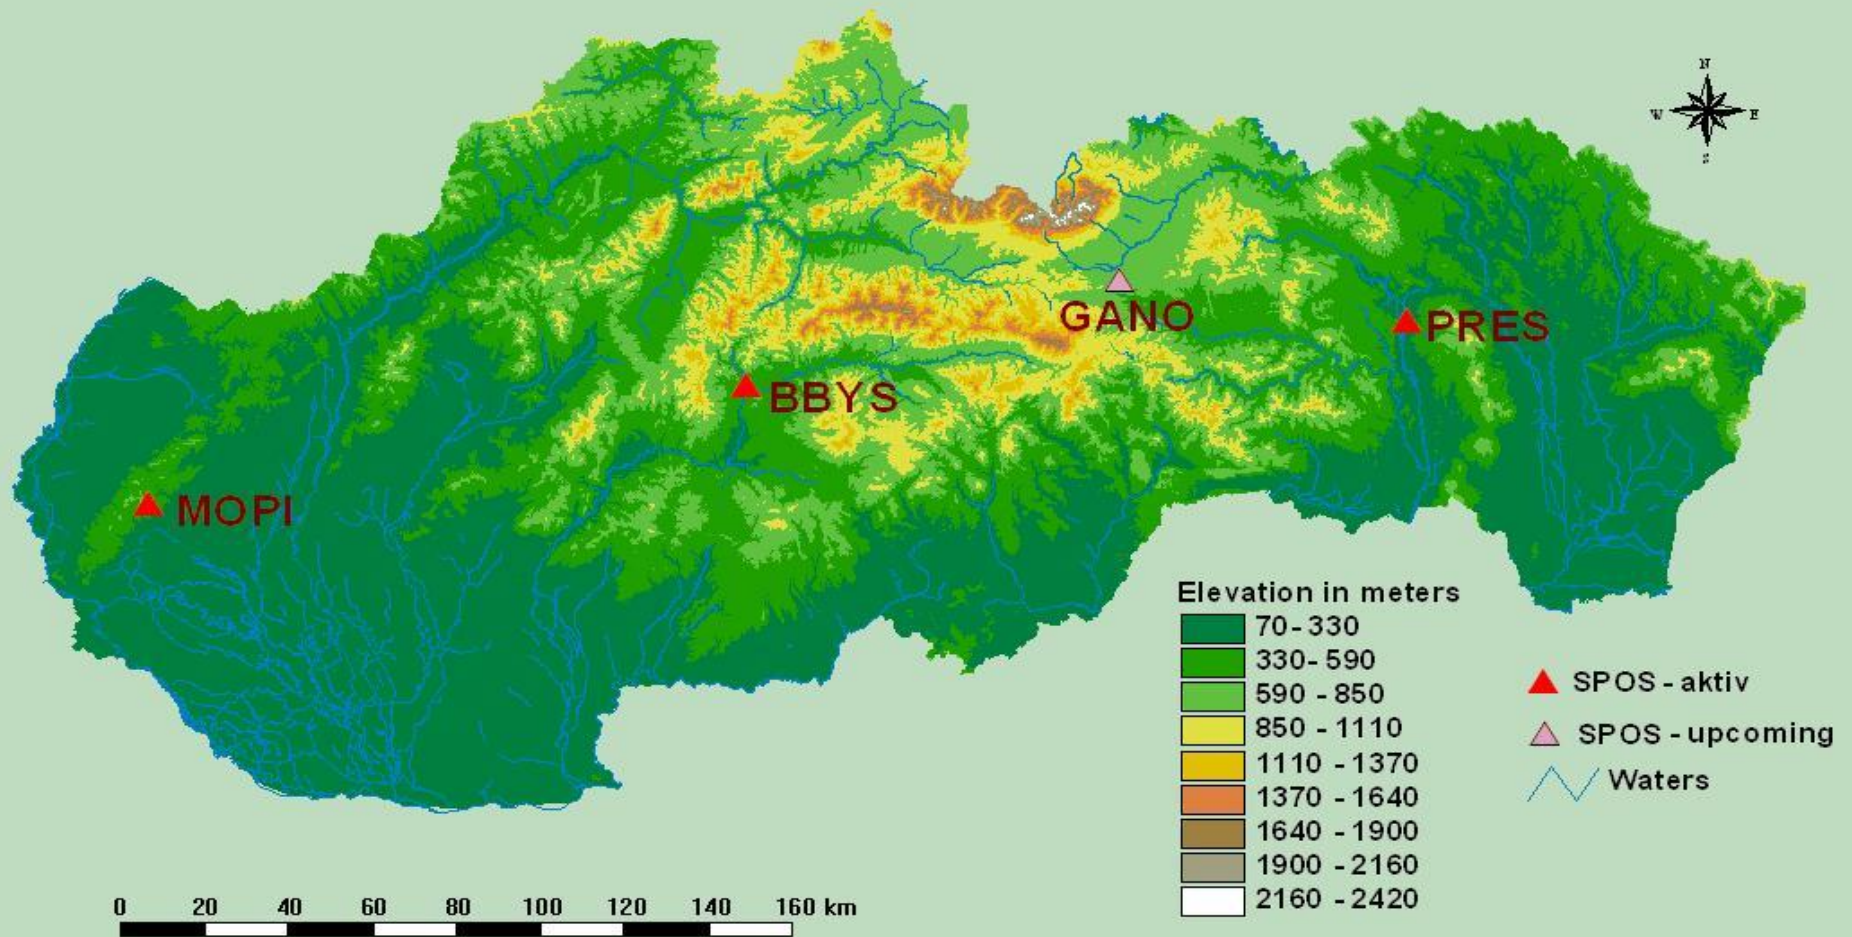 N
W E
S
GANO
PRES
BBYS
MOPI
Elevation in meters
70-330
330-590
590-850
850-1110
1110-1370
1370-1640
1640-1900
1900-2160
2160-2420
SPOS-aktiv
SPOS-upcoming
Waters
0 20 40 60 80 100 120 140 160 km